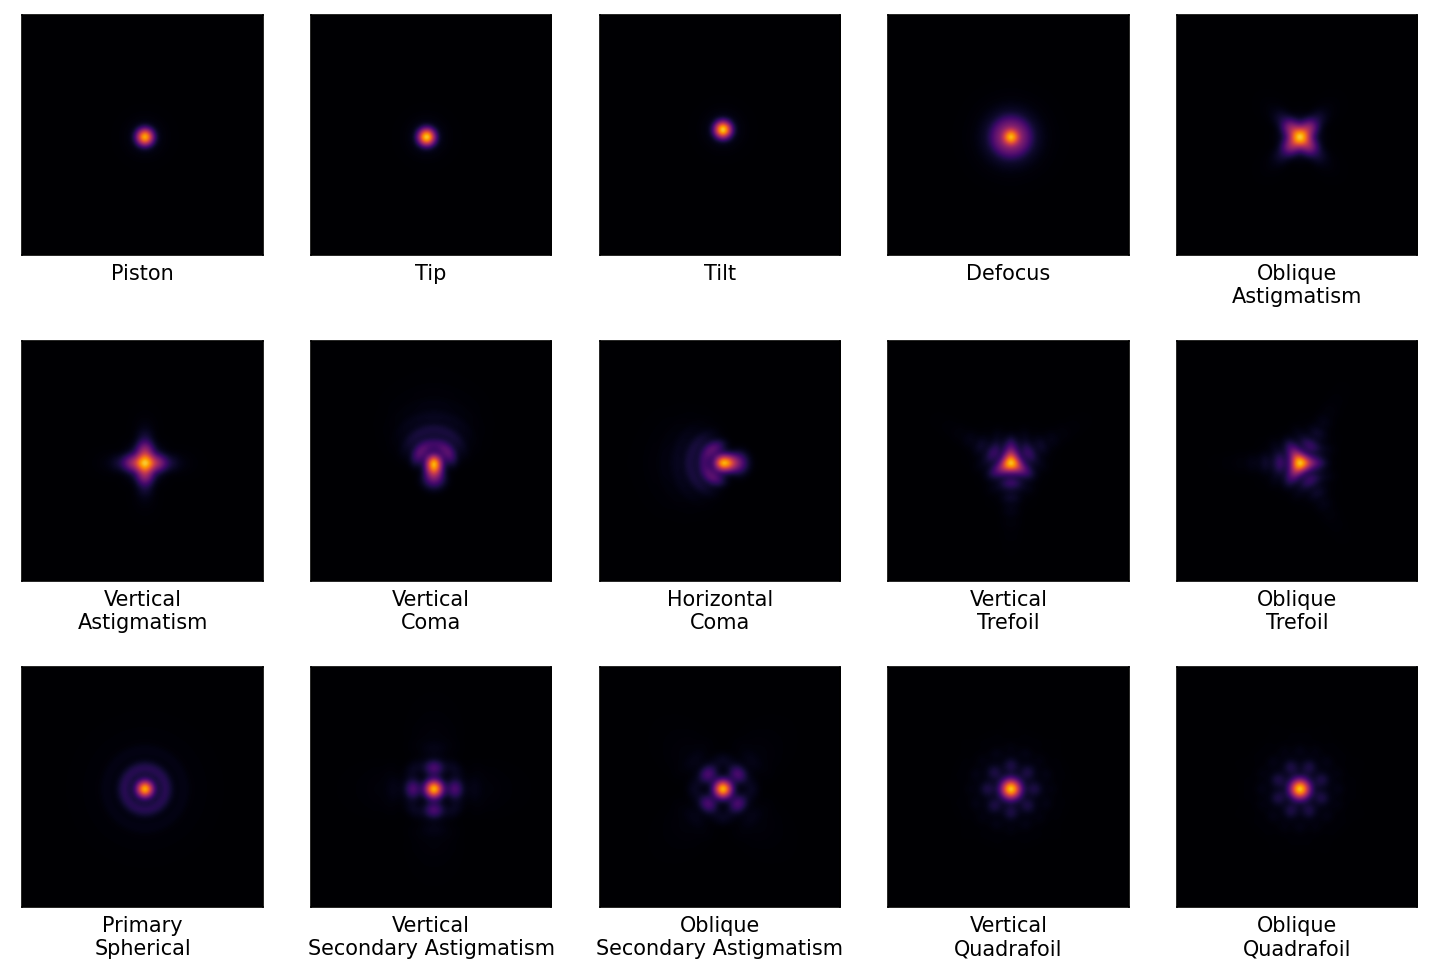 Piston
Tip
Tilt
Defocus
Oblique
Astigmatism
Vertical
Astigmatism
Vertical
Coma
Horizontal
Coma
Vertical
Trefoil
Oblique
Trefoil
Primary
Spherical
Vertical
Secondary Astigmatism
Oblique
Secondary Astigmatism
Vertical
Quadrafoil
Oblique
Quadrafoil